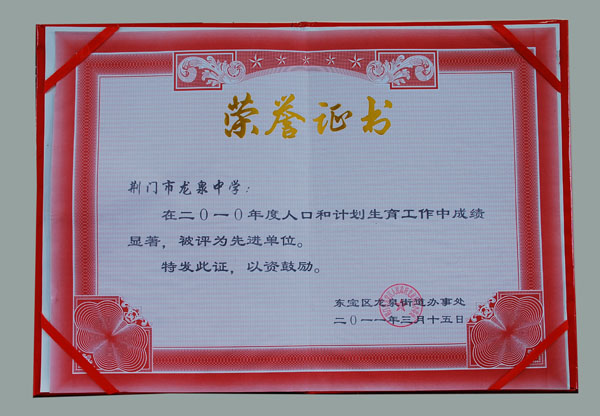 荣誉证书
荆门市龙泉中学：
在二〇一〇年度人口和计划生育工作中成绩
显著，被评为先进单位。
特发此证，以资鼓励。
东宝区龙泉街道办事处
二〇一一年三月十五日